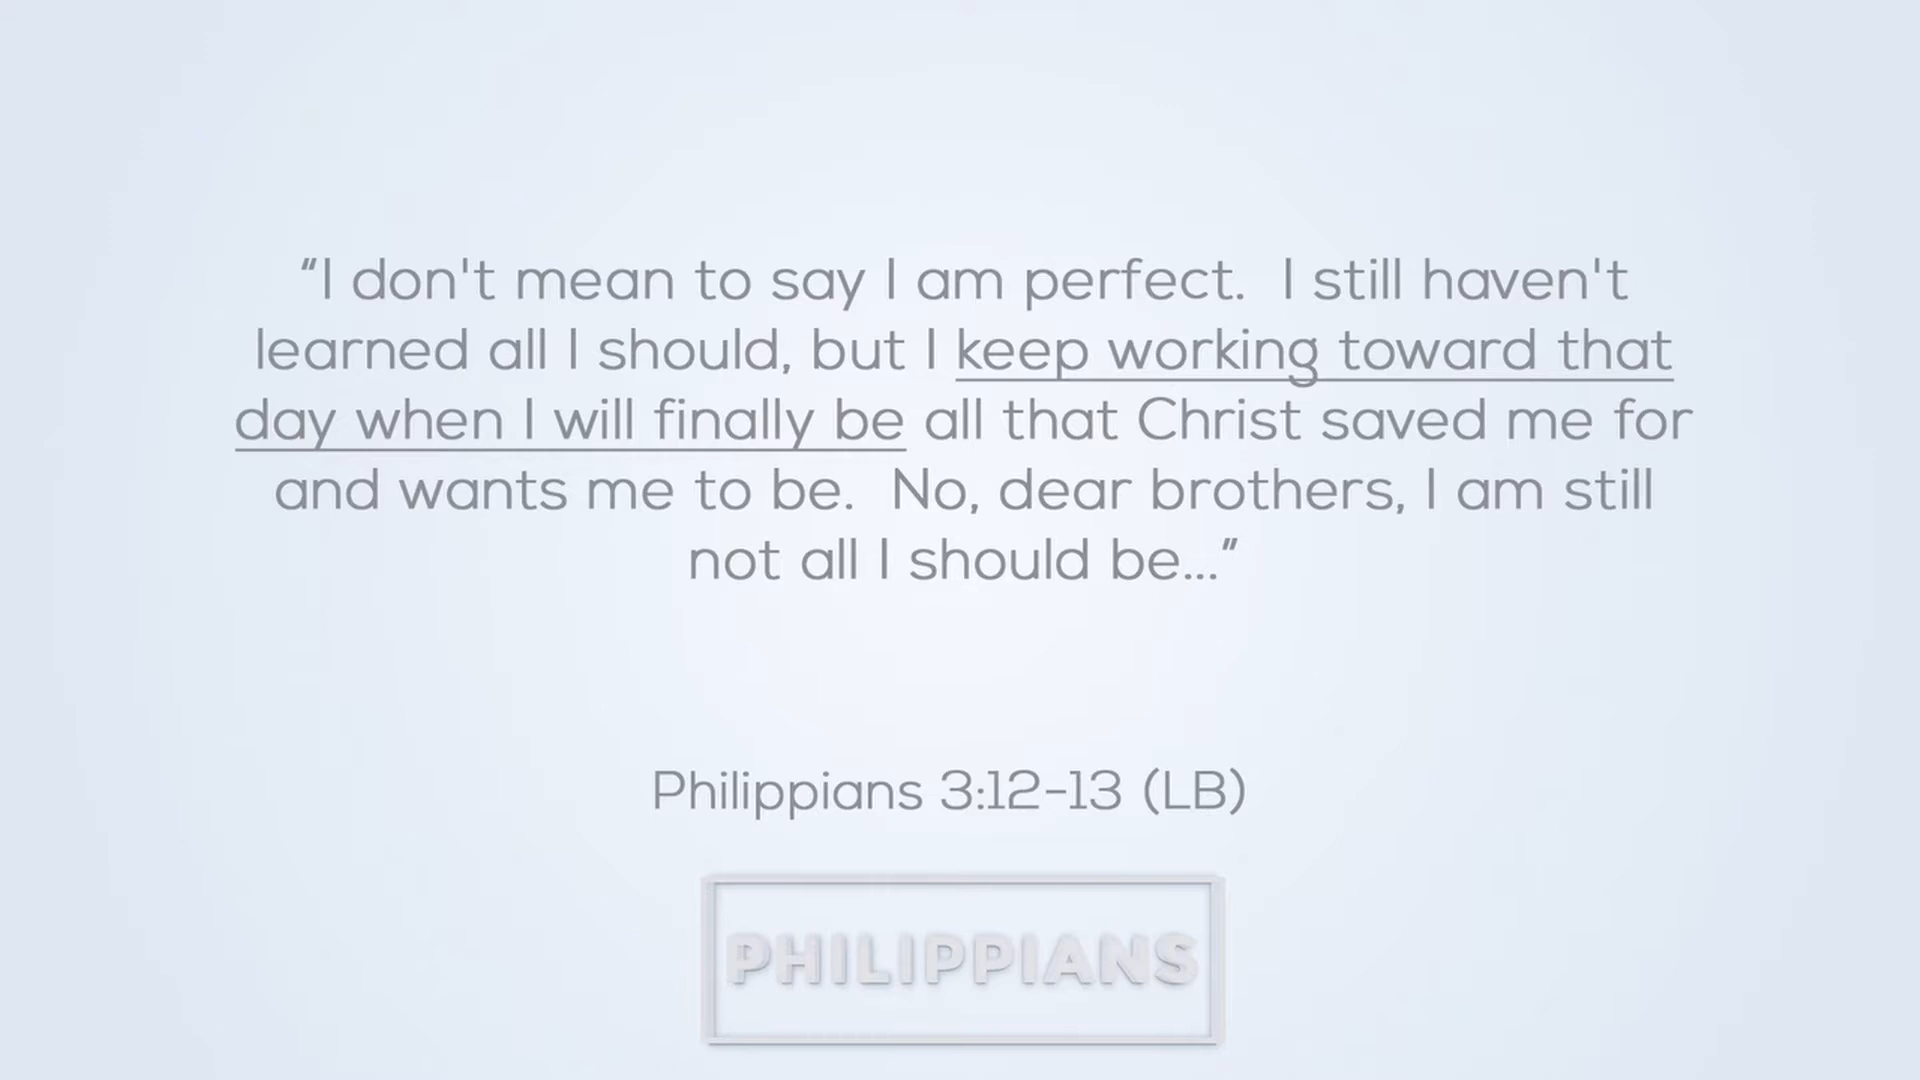 “I don't mean to say I am perfect.  I still haven't
learned all I should, but I keep working toward that
day when I will finally be all that Christ saved me for
and wants me to be.  No, dear brothers, I am still
not all I should be...”
Philippians 3:12-13 (LB)
PHILIPPIANS